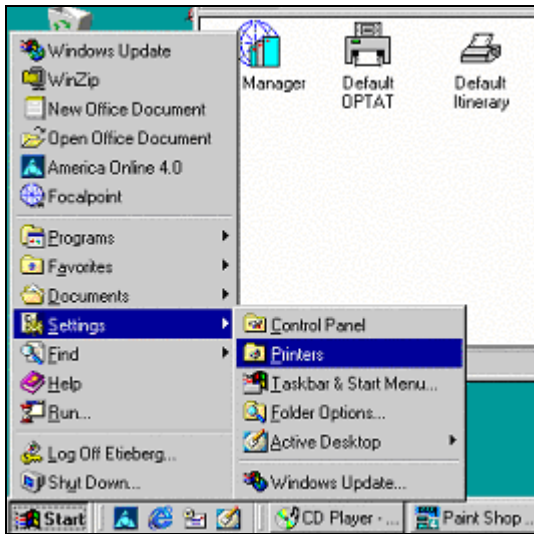 Windows Update
WinZip
New Office Document
Open Office Document
America Online 4.0
Focalpoint
Programs
Favorites
Documents
Settings
Find
Help
Run...
Log Off Etieberg...
Shut Down...
Manager
Default
OPTAT
Default
Itinerary
Control Panel
Printers
Taskbar & Start Menu...
Folder Options...
Active Desktop
Windows Update...
Start
CD Player - ...
Paint Shop ...